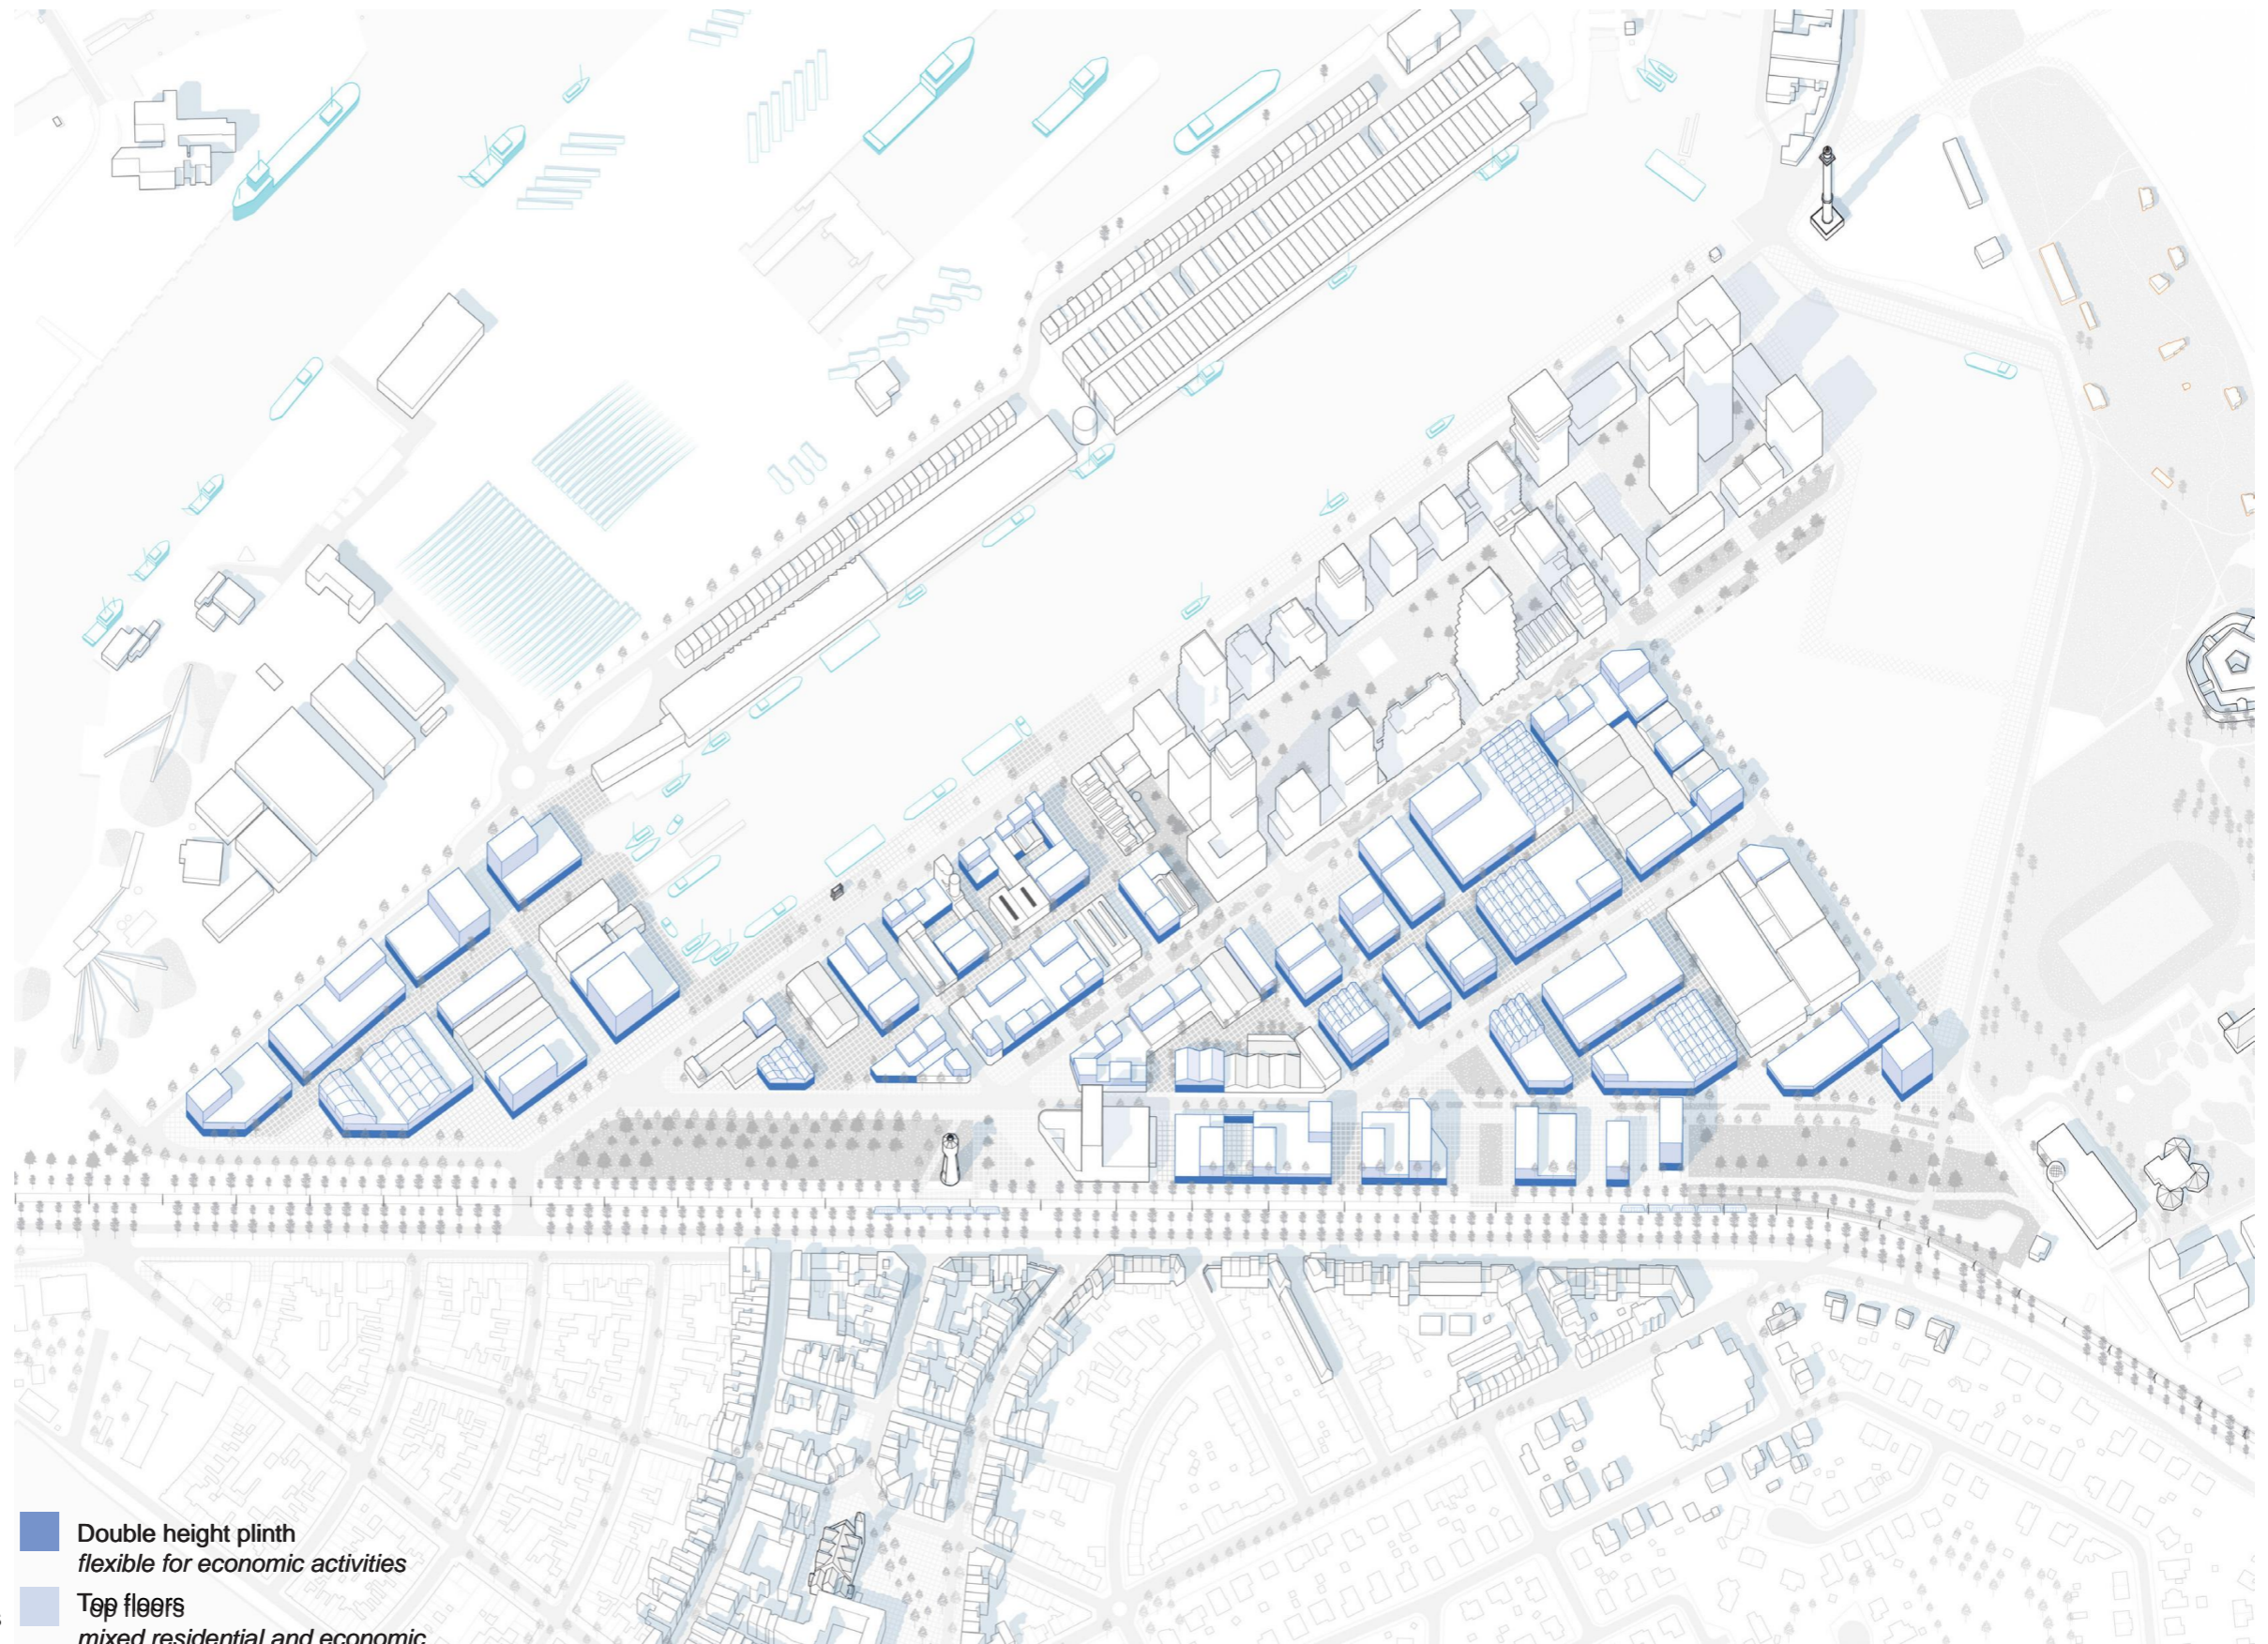 Double height plinth
flexible for economic activities
Top floors
mixed residential and economic